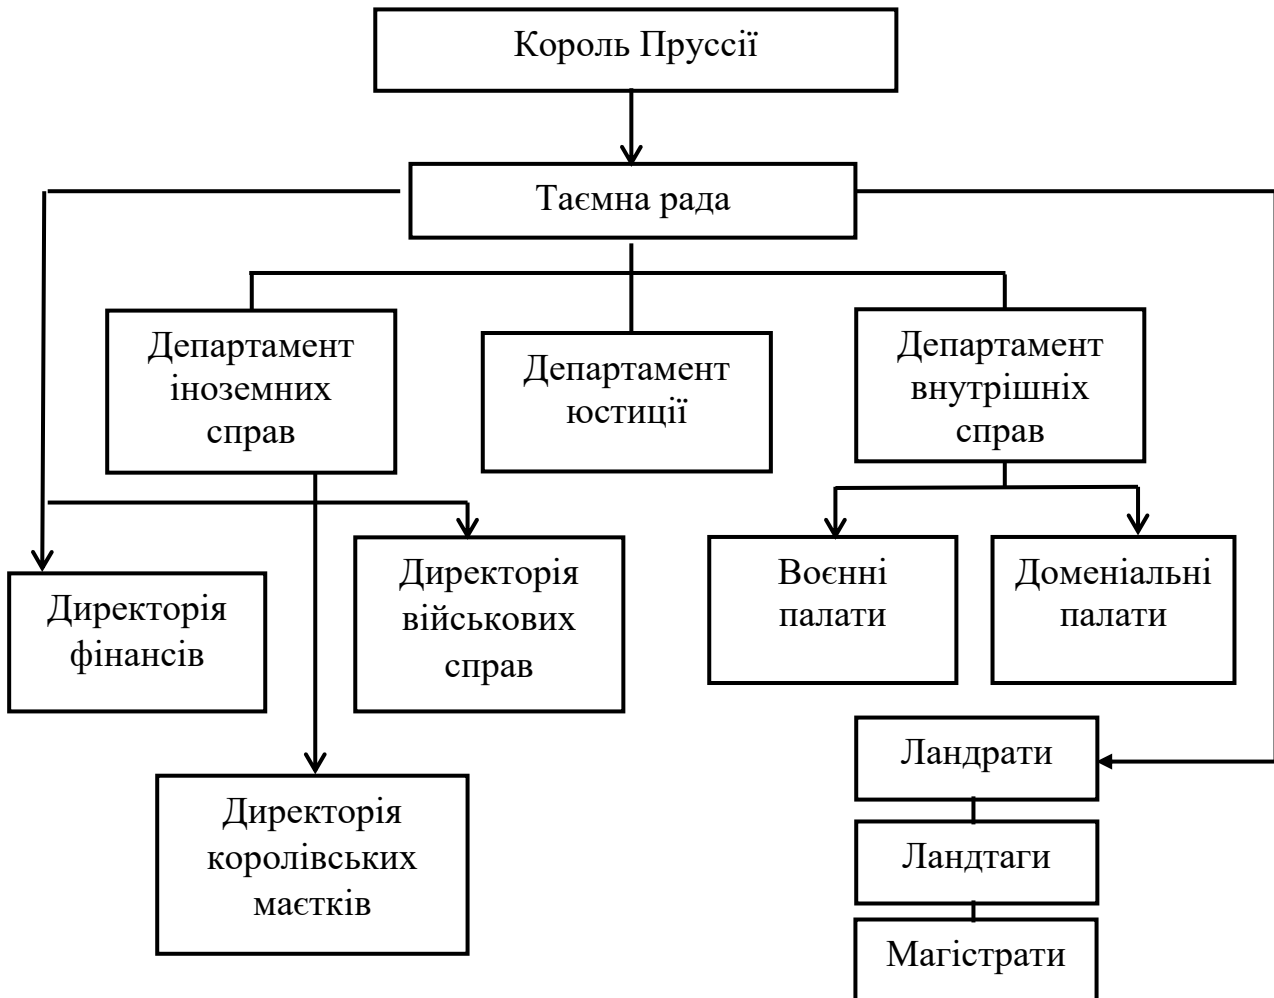 Король Пруссії
Таємна рада
Департамент
іноземних
справ
Департамент
юстиції
Департамент
внутрішніх
справ
Директорія
фінансів
Директорія
військових
справ
Воєнні
палати
Доменіальні
палати
Директорія
королівських
маєтків
Ландрати
Ландтаги
Магістрати